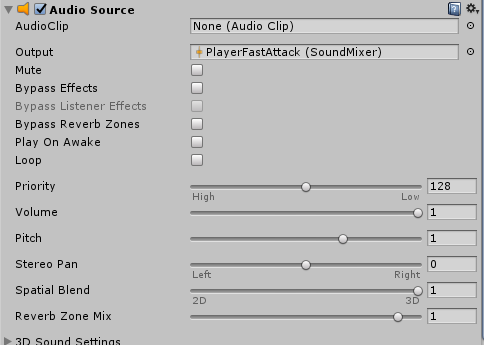 Audio Source
AudioClip None (Audio Clip)
Output PlayerFastAttack (SoundMixer)
Mute
Bypass Effects
Bypass Listener Effects
Bypass Reverb Zones
Play On Awake
Loop
Priority 128
High Low
Volume 1
Pitch 1
Stereo Pan 0
Left Right
Spatial Blend 1
2D 3D
Reverb Zone Mix 1
3D Sound Settings